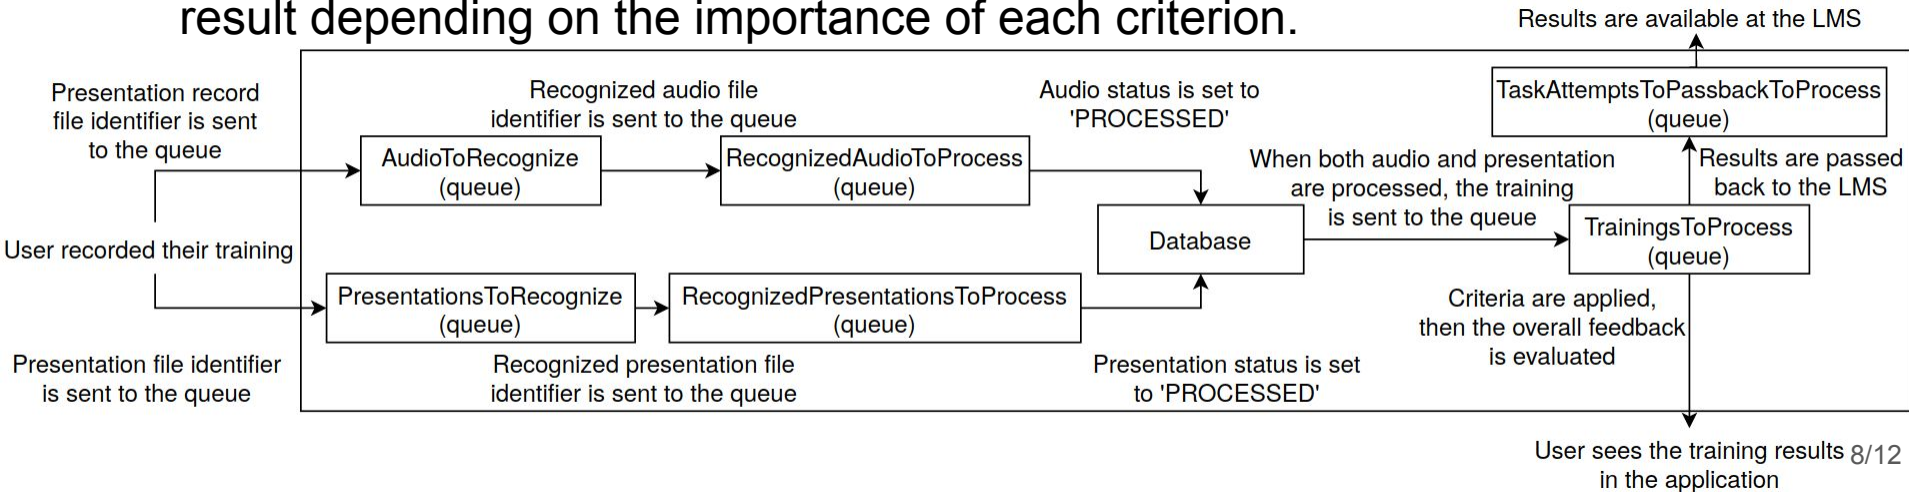 result depending on the importance of each criterion.
Results are available at the LMS
Presentation record
file identifier is sent
to the queue
Recognized audio file
identifier is sent to the queue
Audio status is set to
'PROCESSED'
TaskAttemptsToPassbackToProcess
(queue)
AudioToRecognize
(queue)
RecognizedAudioToProcess
(queue)
When both audio and presentation
are processed, the training
is sent to the queue
Results are passed
back to the LMS
User recorded their training
Database
TrainingsToProcess
(queue)
PresentationsToRecognize
(queue)
RecognizedPresentationsToProcess
(queue)
Criteria are applied,
then the overall feedback
is evaluated
Presentation file identifier
is sent to the queue
Recognized presentation file
identifier is sent to the queue
Presentation status is set
to 'PROCESSED'
User sees the training results
in the application
8/12